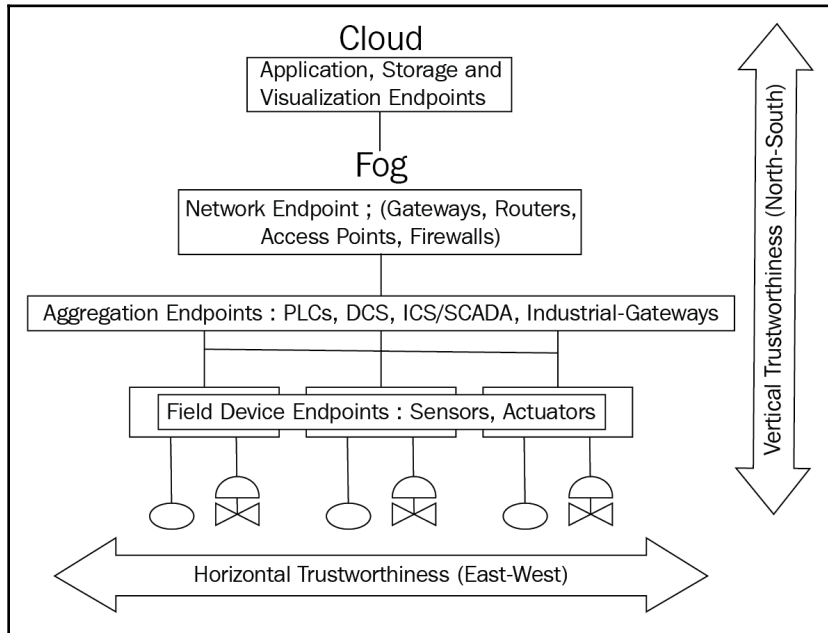 Cloud
Application, Storage and
Visualization Endpoints
Fog
Network Endpoint ; (Gateways, Routers,
Access Points, Firewalls)
Aggregation Endpoints : PLCs, DCS, ICS/SCADA, Industrial-Gateways
Field Device Endpoints : Sensors, Actuators
Horizontal Trustworthiness (East-West)
Vertical Trustworthiness (North-South)